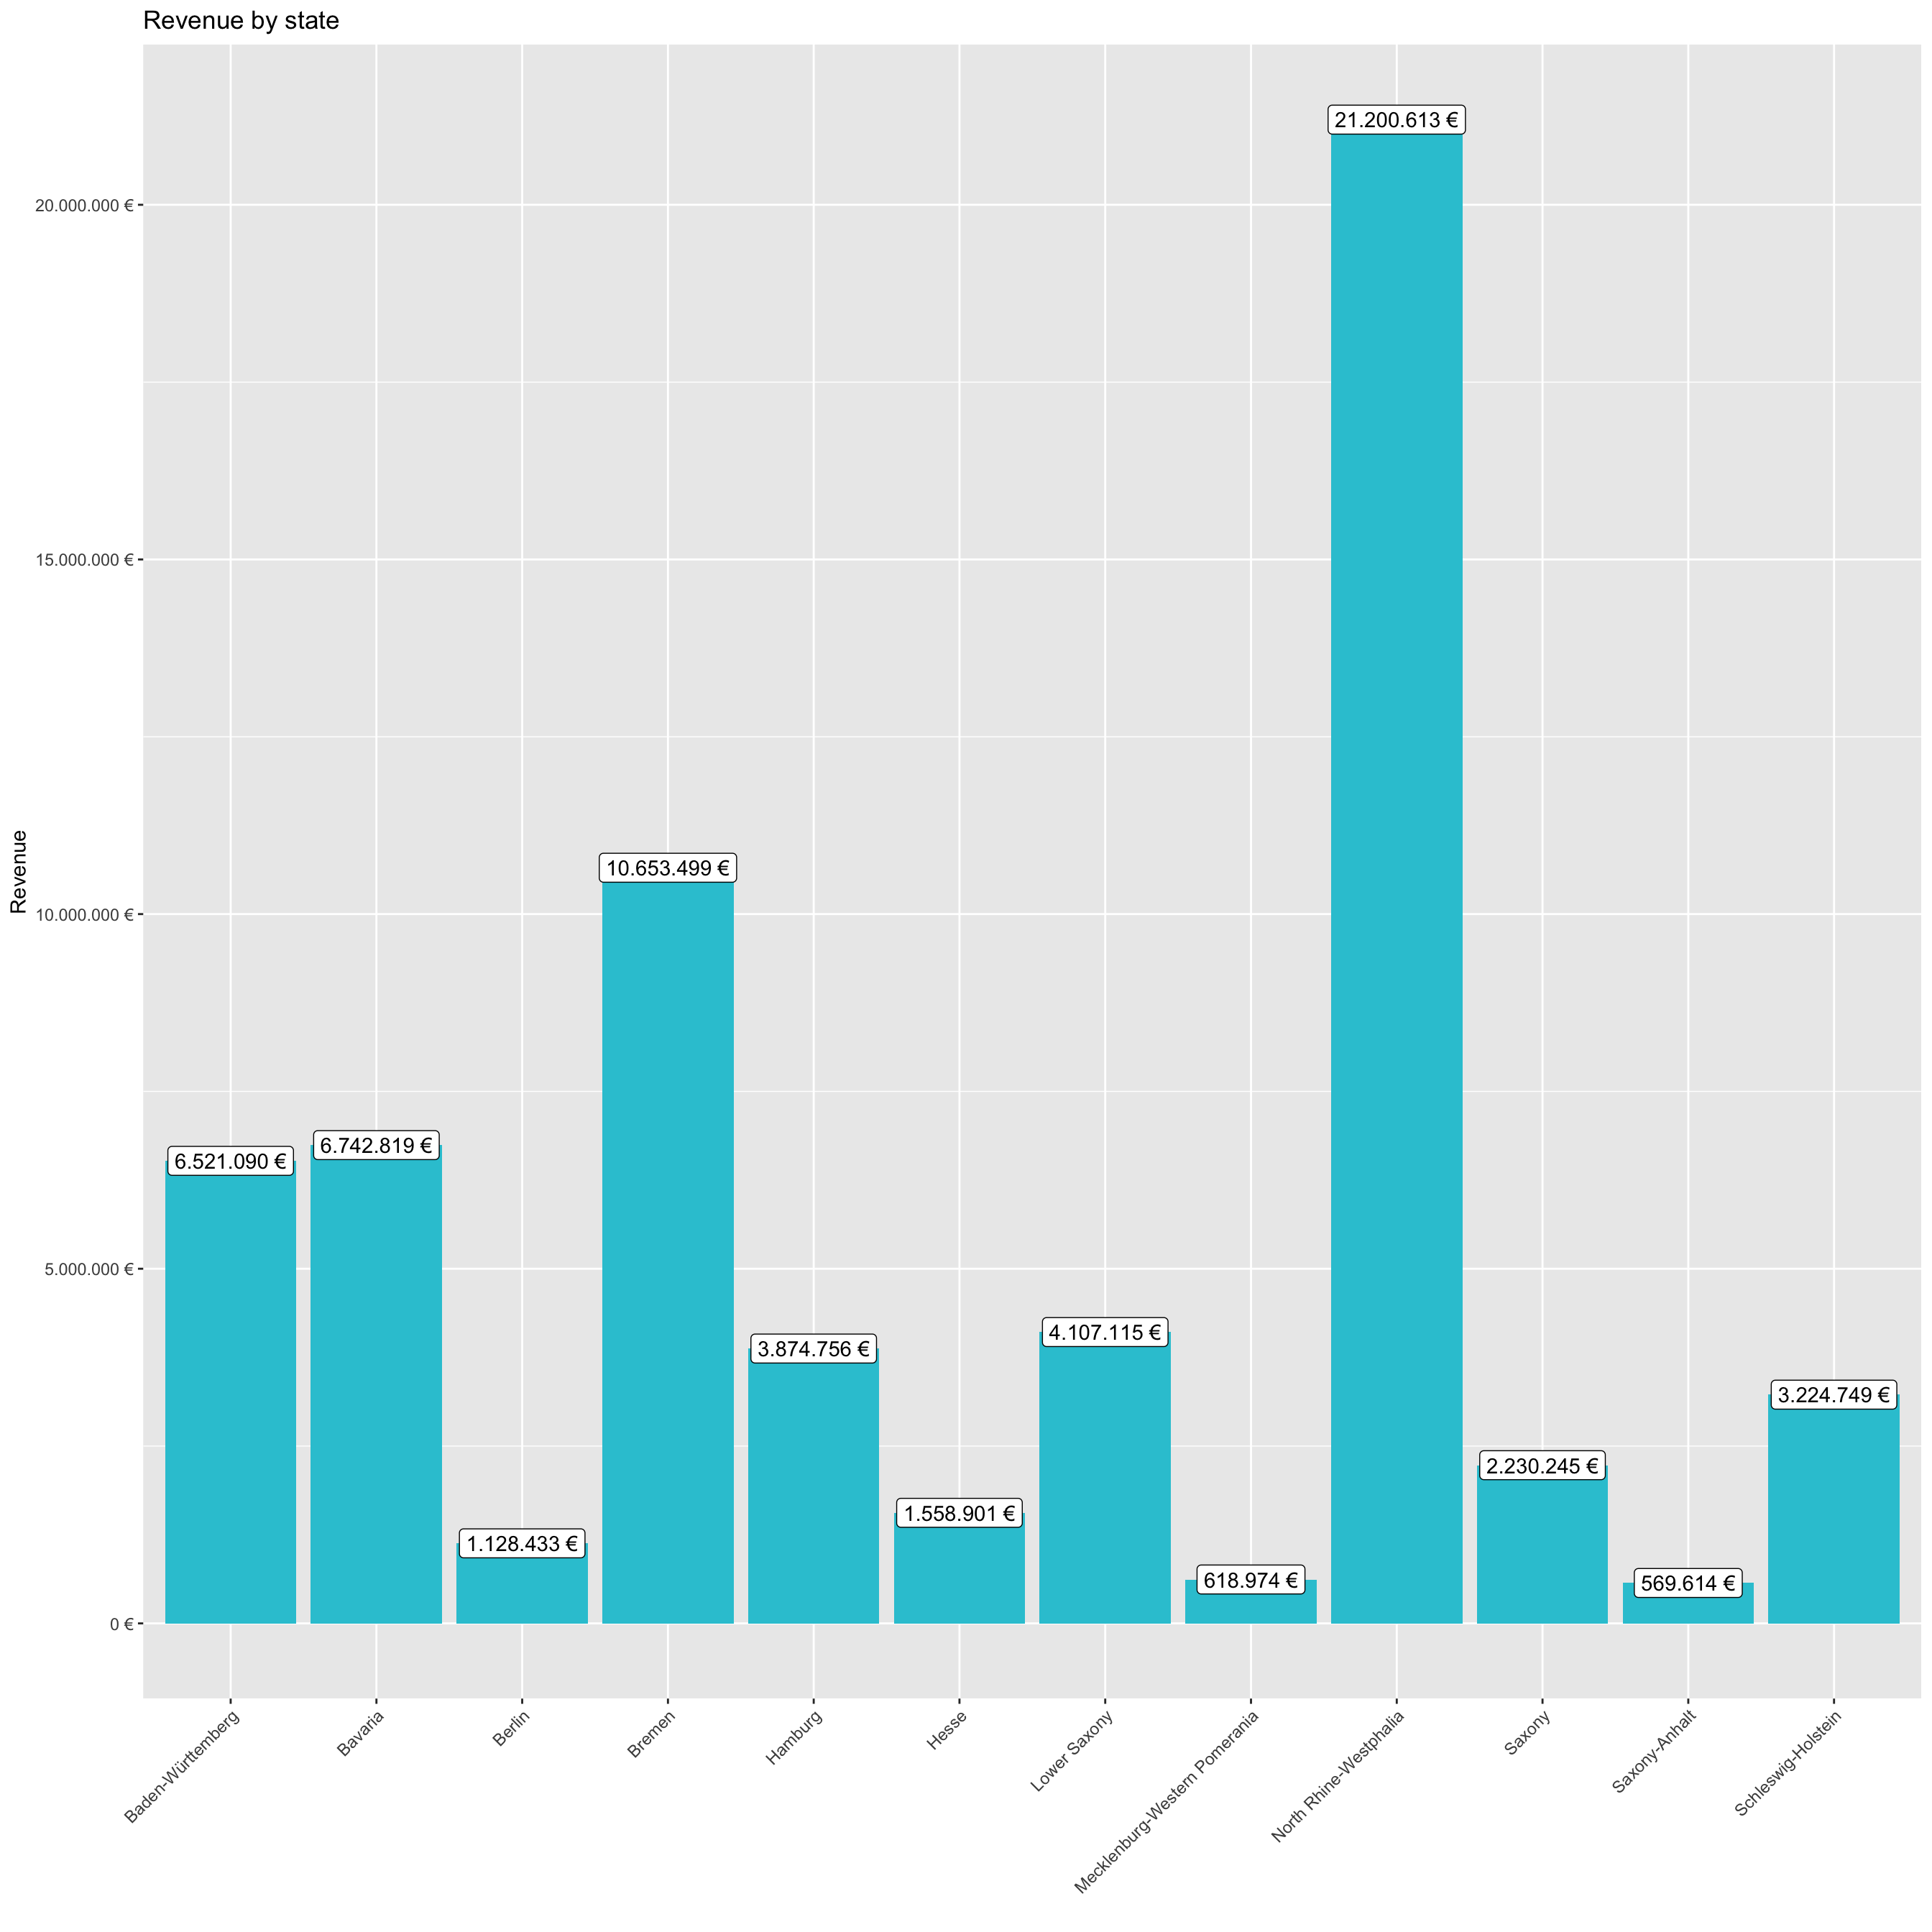 Revenue by state
Revenue
20.000.000 €
15.000.000 €
10.000.000 €
5.000.000 €
0 €
6.521.090 €
6.742.819 €
1.128.433 €
10.653.499 €
3.874.756 €
1.558.901 €
4.107.115 €
618.974 €
21.200.613 €
2.230.245 €
569.614 €
3.224.749 €
Baden-Württemberg
Bavaria
Berlin
Bremen
Hamburg
Hesse
Lower Saxony
Mecklenburg-Western Pomerania
North Rhine-Westphalia
Saxony
Saxony-Anhalt
Schleswig-Holstein